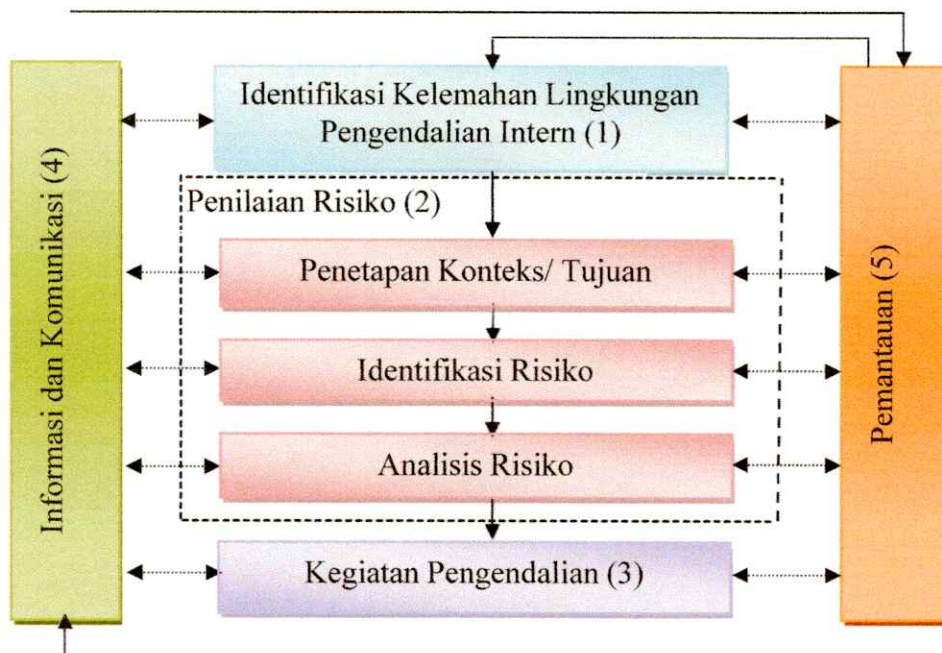 Identifikasi Kelemahan Lingkungan
Pengendalian Intern (1)
Penilaian Risiko (2)
Penetapan Konteks/ Tujuan
Identifikasi Risiko
Analisis Risiko
Kegiatan Pengendalian (3)
Informasi dan Komunikasi (4)
Pemantauan (5)